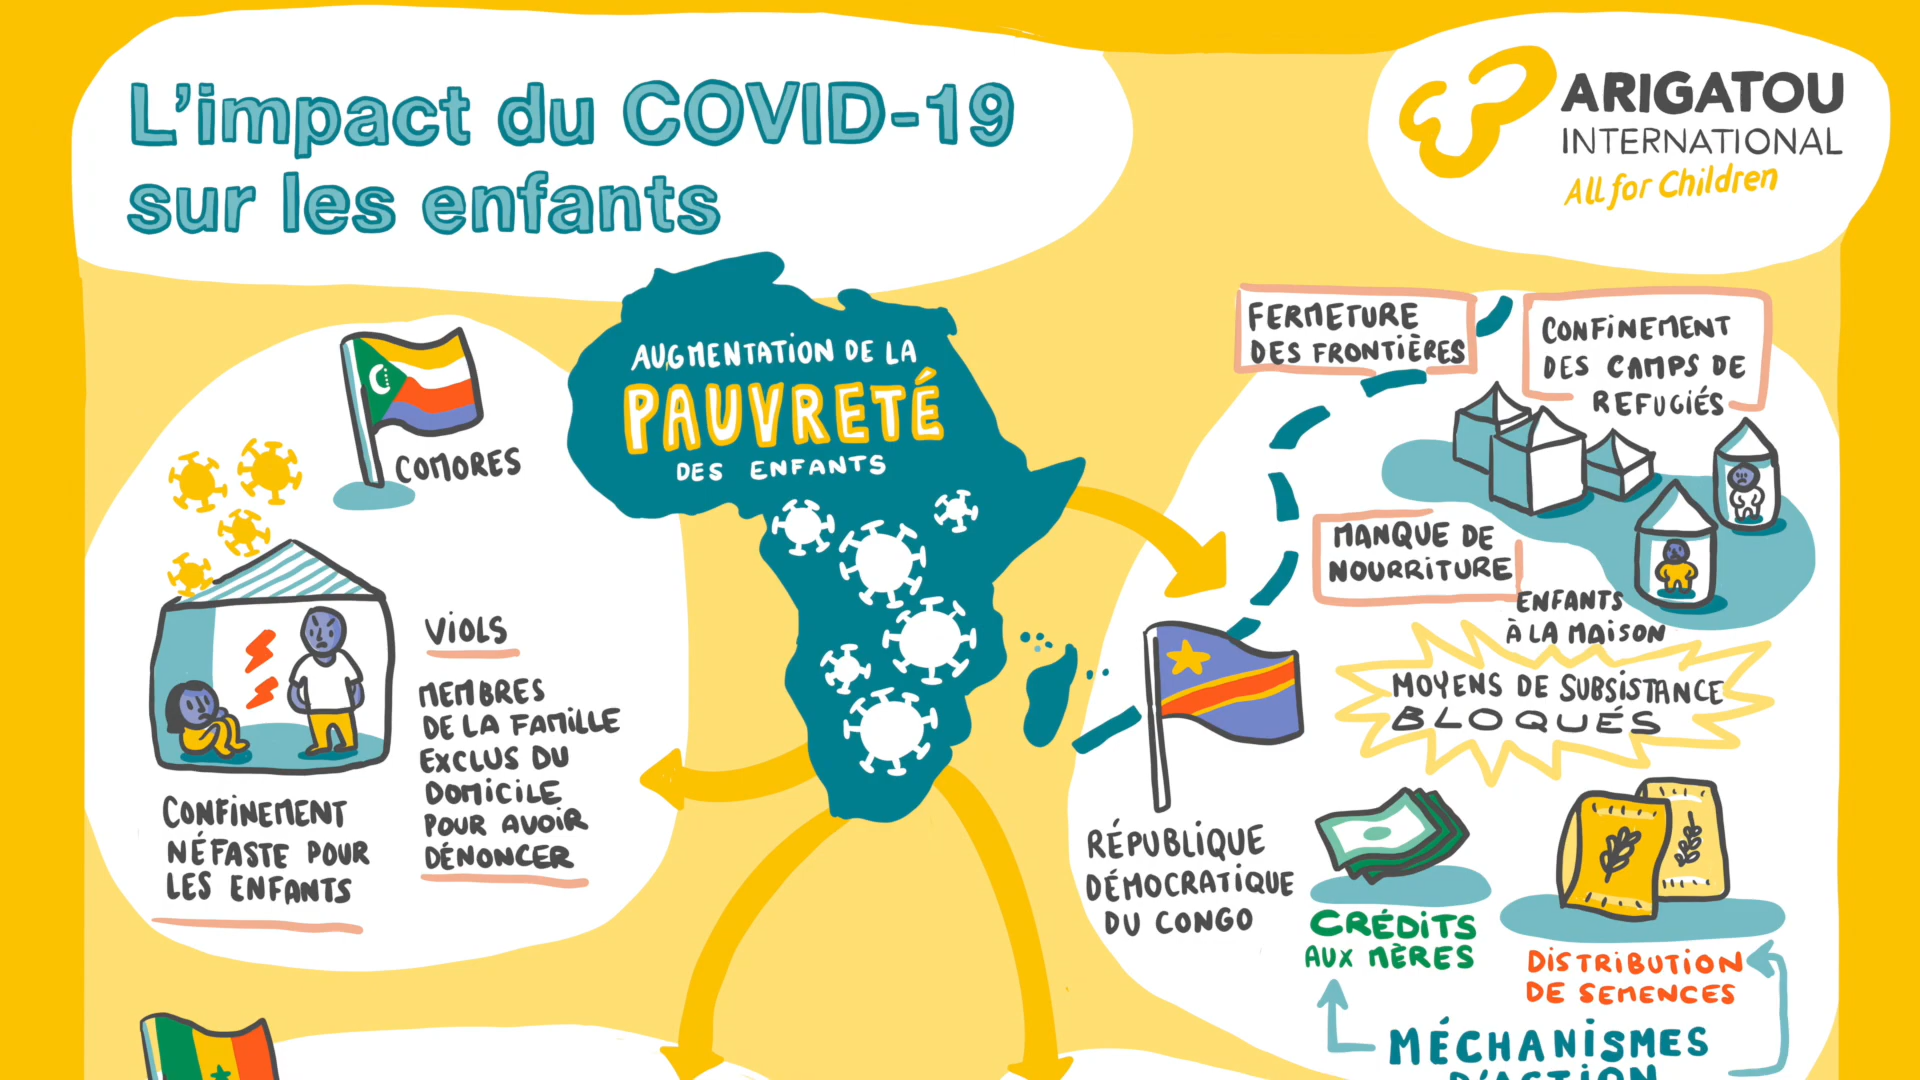 L'impact du COVID-19
sur les enfants
ARIGATOU
INTERNATIONAL
All for Children
AUGMENTATION DE LA
PAUVRETÉ
DES ENFANTS
COMORES
VIOLS
MEMBRES
DE LA FAMILLE
EXCLUS DU
DOMICILE
POUR AVOIR
DÉNONCER
CONFINEMENT
NÉFASTE POUR
LES ENFANTS
FERMETURE
DES FRONTIÈRES
CONFINEMENT
DES CAMPS DE
REFUGIÉS
MANQUE DE
NOURRITURE
ENFANTS
À LA MAISON
MOYENS DE SUBSISTANCE
BLOQUÉS
RÉPUBLIQUE
DÉMOCRATIQUE
DU CONGO
CRÉDITS
AUX MÈRES
DISTRIBUTION
DE SEMENCES
MÉCHANISMES
D'ACTION